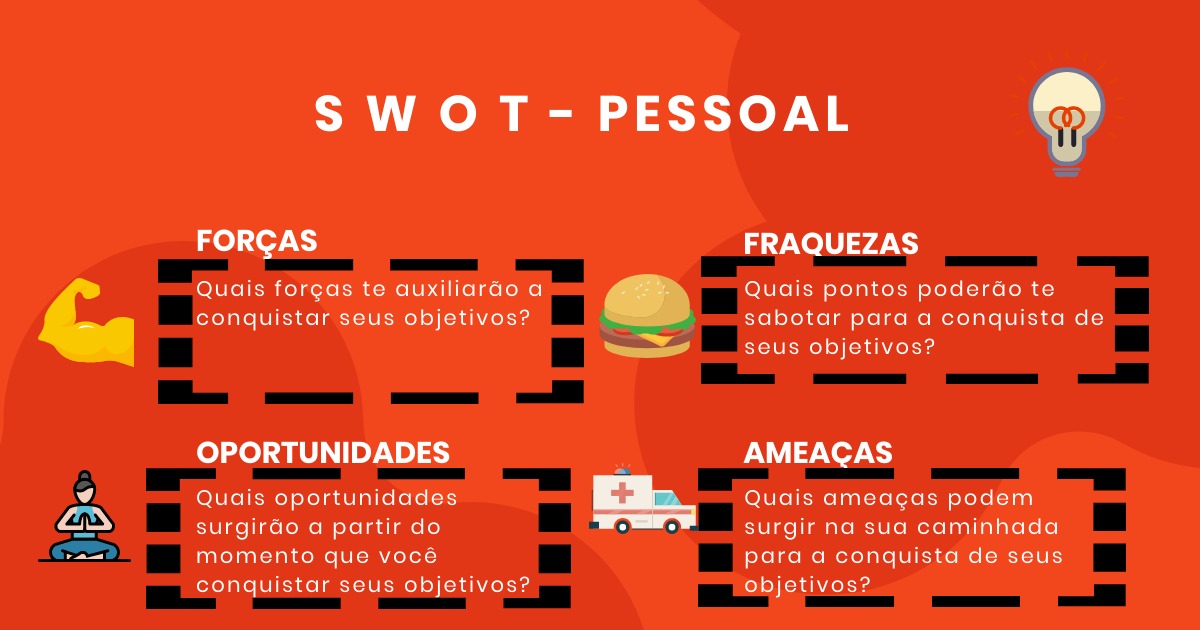 S W O T - PESSOAL
FORÇAS
Quais forças te auxiliarão a
conquistar seus objetivos?
FRAQUEZAS
Quais pontos poderão te
sabotar para a conquista de
seus objetivos?
OPORTUNIDADES
Quais oportunidades
surgirão a partir do
momento que você
conquistar seus objetivos?
AMEAÇAS
Quais ameaças podem
surgir na sua caminhada
para a conquista de seus
objetivos?